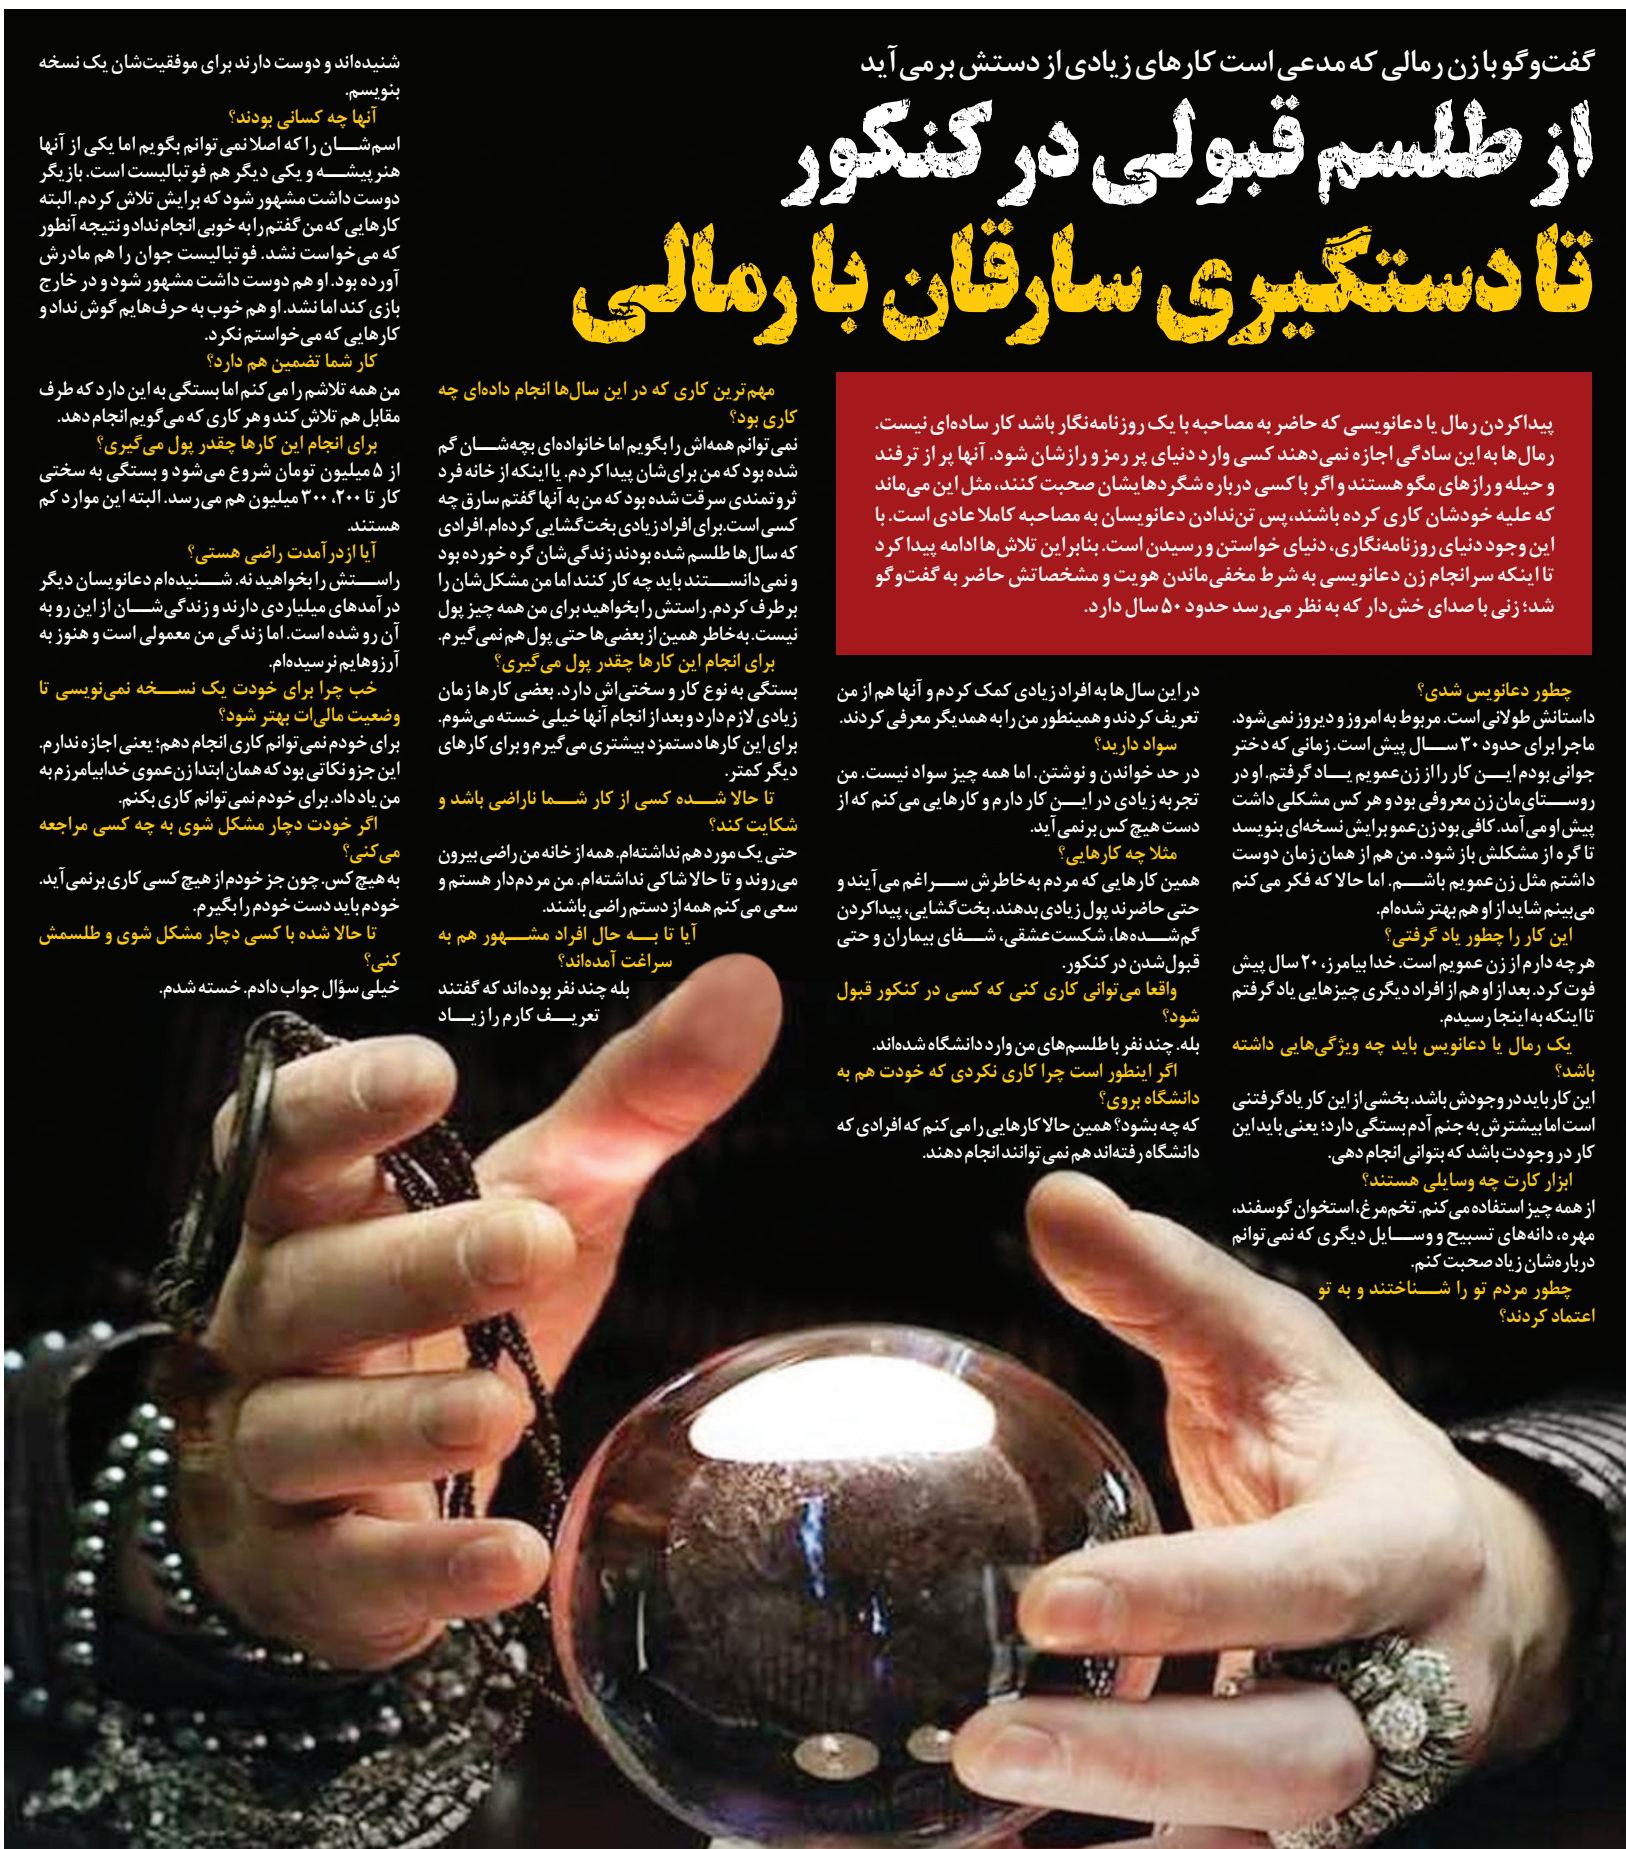 گفت‌وگو با زن رمالی که مدعی است کارهای زیادی از دستش برمی‌آید
از طلسم قبولی در کنکور
تا دستگیری سارقان با رمالی
پیداکردن رمال یا دعانویسی که حاضر به مصاحبه با یک روزنامه‌نگار باشد کار ساده‌ای نیست.
رمال‌ها به این سادگی اجازه نمی‌دهند کسی وارد دنیای پر رمز و رازشان شود. آنها پر از ترفند
و حیله و رازهای مگو هستند و اگر با کسی درباره شگردهایشان صحبت کنند، مثل این می‌ماند
که علیه خودشان کاری کرده باشند، پس تن‌ندادن دعانویسان به مصاحبه کاملا عادی است. با
این وجود دنیای روزنامه‌نگاری، دنیای خواستن و رسیدن است. بنابراین تلاش‌ها ادامه پیدا کرد
تا اینکه سرانجام زن دعانویسی به شرط مخفی‌ماندن هویت و مشخصاتش حاضر به گفت‌وگو
شد؛ زنی با صدای خش‌دار که به نظر می‌رسد حدود ۵۰ سال دارد.
چطور دعانویس شدی؟
داستانش طولانی است. مربوط به امروز و دیروز نمی‌شود.
ماجرا برای حدود ۳۰ سال پیش است. زمانی که دختر
جوانی بودم این کار را از زن‌عمویم یاد گرفتم. او در
روستای‌مان زن معروفی بود و هر کس مشکلی داشت
پیش او می‌آمد. کافی بود زن‌عمو برایش نسخه‌ای بنویسد
تا گره از مشکلش باز شود. من هم از همان زمان دوست
داشتم مثل زن‌عمویم باشم. اما حالا که فکر می‌کنم
می‌بینم شاید از او هم بهتر شده‌ام.
این کار را چطور یاد گرفتی؟
هرچه دارم از زن عمویم است. خدا بیامرز، ۲۰ سال پیش
فوت کرد. بعد از او هم از افراد دیگری چیزهایی یاد گرفتم
تا اینکه به اینجا رسیدم.
یک رمال یا دعانویس باید چه ویژگی‌هایی داشته
باشد؟
این کار باید در وجودش باشد. بخشی از این کار یادگرفتنی
است اما بیشترش به جنم آدم بستگی دارد؛ یعنی باید این
کار در وجودت باشد که بتوانی انجام دهی.
ابزار کارت چه وسایلی هستند؟
از همه چیز استفاده می‌کنم. تخم‌مرغ، استخوان گوسفند،
مهره، دانه‌های تسبیح و وسایل دیگری که نمی‌توانم
درباره‌شان زیاد صحبت کنم.
چطور مردم تو را شناختند و به تو
اعتماد کردند؟
در این سال‌ها به افراد زیادی کمک کردم و آنها هم از من
تعریف کردند و همینطور من را به همدیگر معرفی کردند.
سواد دارید؟
در حد خواندن و نوشتن. اما همه چیز سواد نیست. من
تجربه زیادی در این کار دارم و کارهایی می‌کنم که از
دست هیچ کس برنمی‌آید.
مثلا چه کارهایی؟
همین کارهایی که مردم به‌خاطرش سراغم می‌آیند و
حتی حاضرند پول زیادی بدهند. بخت‌گشایی، پیداکردن
گم‌شده‌ها، شکست‌عشقی، شفای بیماران و حتی
قبول‌شدن در کنکور.
واقعا می‌توانی کاری کنی که کسی در کنکور قبول
شود؟
بله. چند نفر با طلسم‌های من وارد دانشگاه شده‌اند.
اگر اینطور است چرا کاری نکردی که خودت هم به
دانشگاه بروی؟
که چه بشود؟ همین حالا کارهایی را می‌کنم که افرادی که
دانشگاه رفته‌اند هم نمی‌توانند انجام دهند.
مهم‌ترین کاری که در این سال‌ها انجام داده‌ای چه
کاری بود؟
نمی‌توانم همه‌اش را بگویم اما خانواده‌ای بچه‌شان گم
شده بود که من برای‌شان پیدا کردم. یا اینکه از خانه فرد
ثروتمندی سرقت شده بود که من به آنها گفتم سارق چه
کسی است.برای افراد زیادی بخت‌گشایی کرده‌ام. افرادی
که سال‌ها طلسم شده بودند زندگی‌شان گره خورده بود
و نمی‌دانستند باید چه کار کنند اما من مشکل‌شان را
برطرف کردم. راستش را بخواهید برای من همه چیز پول
نیست. به‌خاطر همین از بعضی‌ها حتی پول هم نمی‌گیرم.
برای انجام این کارها چقدر پول می‌گیری؟
بستگی به نوع کار و سختی‌اش دارد. بعضی کارها زمان
زیادی لازم دارد و بعد از انجام آنها خیلی خسته می‌شوم.
برای این کارها دستمزد بیشتری می‌گیرم و برای کارهای
دیگر کمتر.
تا حالا شده کسی از کار شما ناراضی باشد و
شکایت کند؟
حتی یک مورد هم نداشته‌ام. همه از خانه من راضی بیرون
می‌روند و تا حالا شاکی نداشته‌ام. من مردم‌دار هستم و
سعی می‌کنم همه از دستم راضی باشند.
آیا تا به حال افراد مشهور هم به
سراغت آمده‌اند؟
بله چند نفر بوده‌اند که گفتند
تعریف کارم را زیاد
شنیده‌اند و دوست دارند برای موفقیت‌شان یک نسخه
بنویسم.
آنها چه کسانی بودند؟
اسم‌شان را که اصلا نمی‌توانم بگویم اما یکی از آنها
هنرپیشه و یکی دیگر هم فوتبالیست است. بازیگر
دوست داشت مشهور شود که برایش تلاش کردم. البته
کارهایی که من گفتم را به خوبی انجام نداد و نتیجه آنطور
که می‌خواست نشد. فوتبالیست جوان را هم مادرش
آورده بود. او هم دوست داشت مشهور شود و در خارج
بازی کند اما نشد. او هم خوب به حرف‌هایم گوش نداد و
کارهایی که می‌خواستم نکرد.
کار شما تضمین هم دارد؟
من همه تلاشم را می‌کنم اما بستگی به این دارد که طرف
مقابل هم تلاش کند و هر کاری که می‌گویم انجام دهد.
برای انجام این کارها چقدر پول می‌گیری؟
از ۵ میلیون تومان شروع می‌شود و بستگی به سختی
کار تا ۲۰۰، ۳۰۰ میلیون هم می‌رسد. البته این موارد کم
هستند.
آیا از درآمدت راضی هستی؟
راستش را بخواهید نه. شنیده‌ام دعانویسان دیگر
درآمدهای میلیاردی دارند و زندگی‌شان از این رو به
آن رو شده است. اما زندگی من معمولی است و هنوز به
آرزوهایم نرسیده‌ام.
خب چرا برای خودت یک نسخه نمی‌نویسی تا
وضعیت مالی‌ات بهتر شود؟
برای خودم نمی‌توانم کاری انجام دهم؛ یعنی اجازه ندارم.
این جزو نکاتی بود که همان ابتدا زن‌عموی خدابیامرزم به
من یاد داد. برای خودم نمی‌توانم کاری بکنم.
اگر خودت دچار مشکل شوی به چه کسی مراجعه
می‌کنی؟
به هیچ کس. چون جز خودم از هیچ کسی کاری برنمی‌آید.
خودم باید دست خودم را بگیرم.
تا حالا شده با کسی دچار مشکل شوی و طلسمش
کنی؟
خیلی سؤال جواب دادم. خسته شدم.